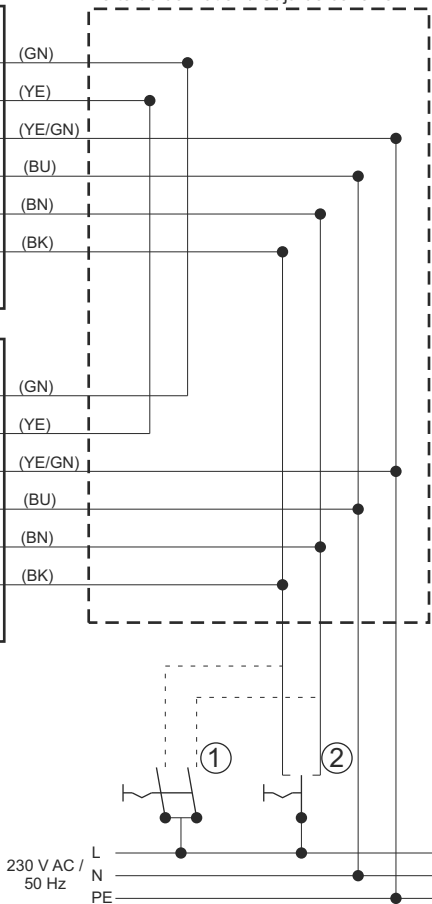 (GN)
(YE)
(YE/GN)
(BU)
(BN)
(BK)
(GN)
(YE)
(YE/GN)
(BU)
(BN)
(BK)
1
2
230 V AC /
50 Hz
L
N
PE